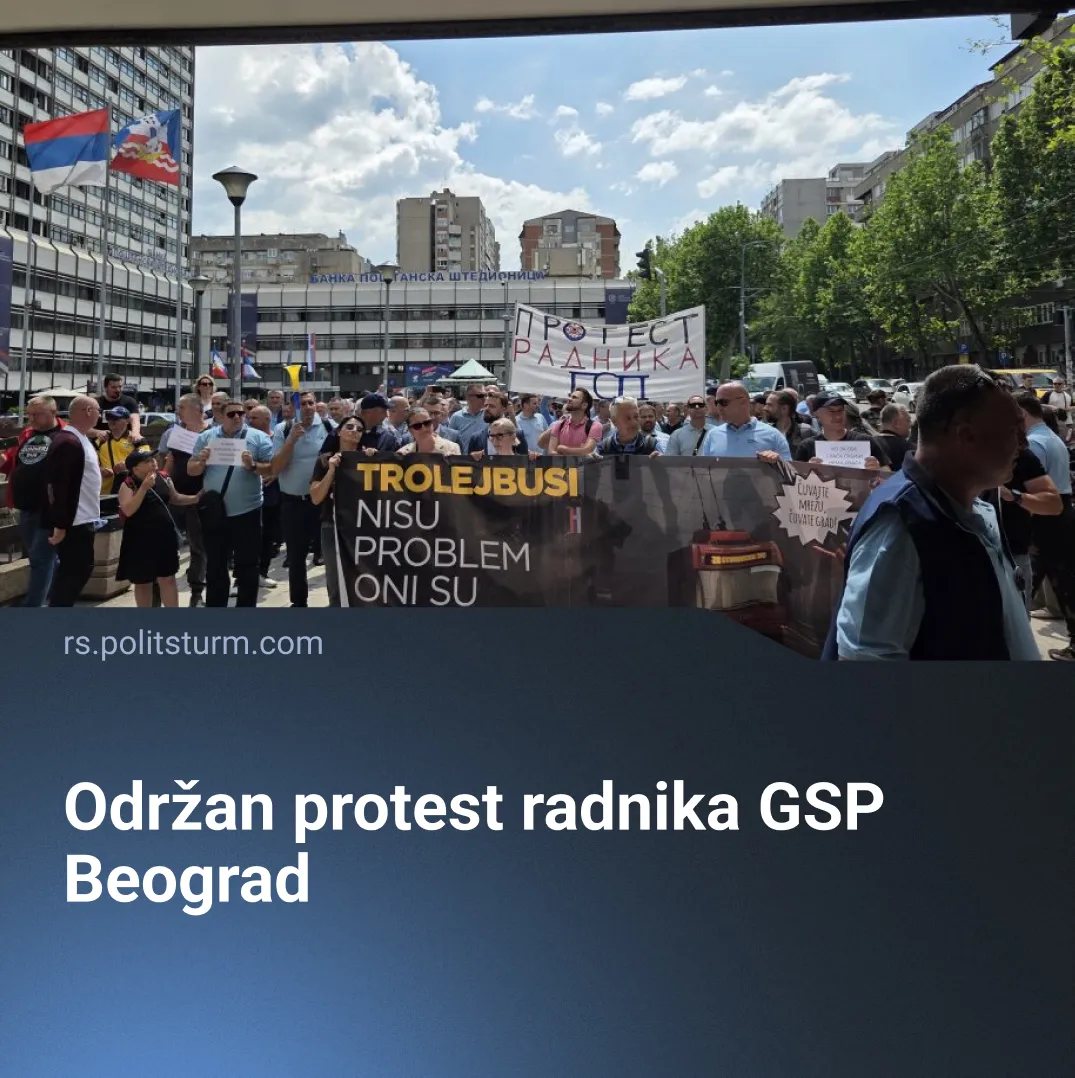 БАНКА ПОШТАНСКА ШТЕДИОНИЦА
ПРОТЕСТ
РАДНИКА
ГСП
TROLEJBUSI
NISU
PROBLEM
ONI SU
ČUVAJTE
MREŽU,
ČUVATE GRAD!
rs.politsturm.com
Održan protest radnika GSP
Beograd